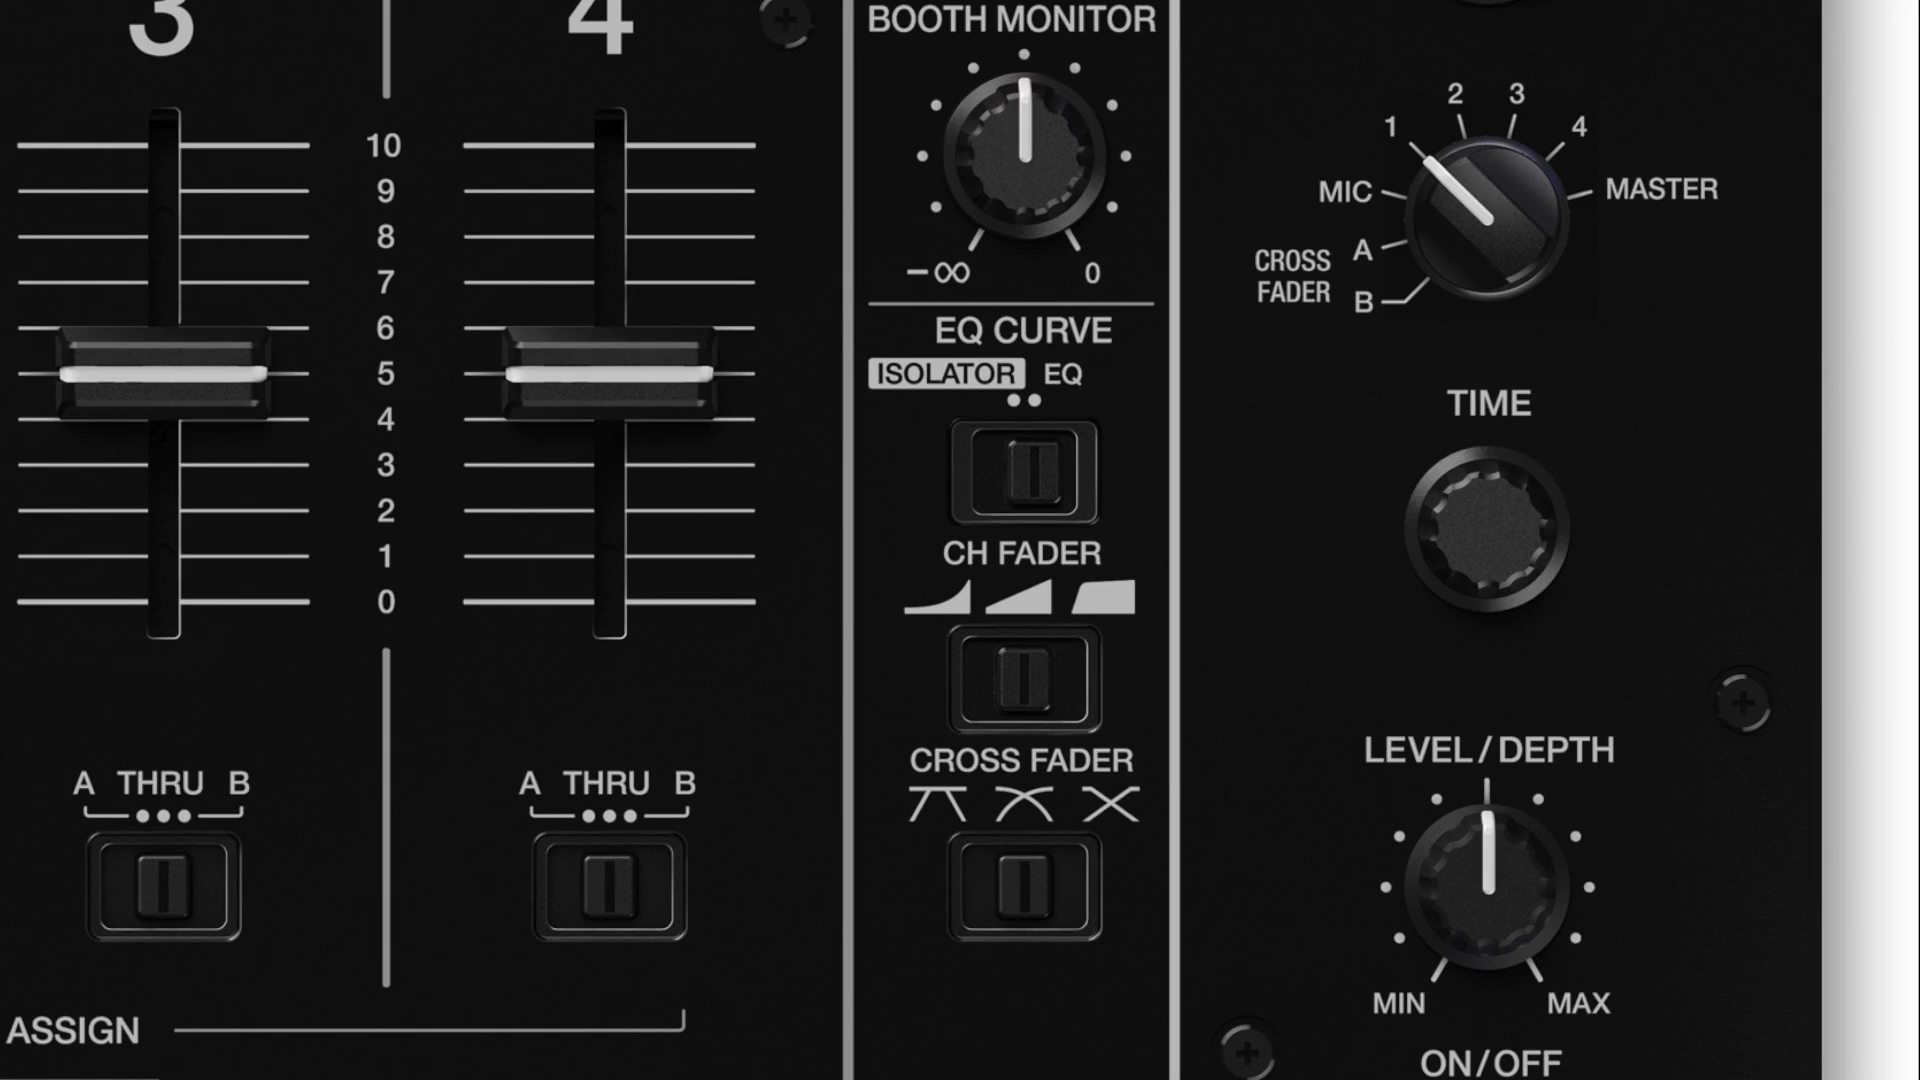 3
4
10
9
8
7
6
5
4
3
2
1
0
A THRU B
A THRU B
ASSIGN
BOOTH MONITOR
-∞ 0
EQ CURVE
ISOLATOR EQ
CH FADER
CROSS FADER
1 2 3 4
MIC MASTER
CROSS FADER A
B
TIME
LEVEL/DEPTH
MIN MAX
ON/OFF